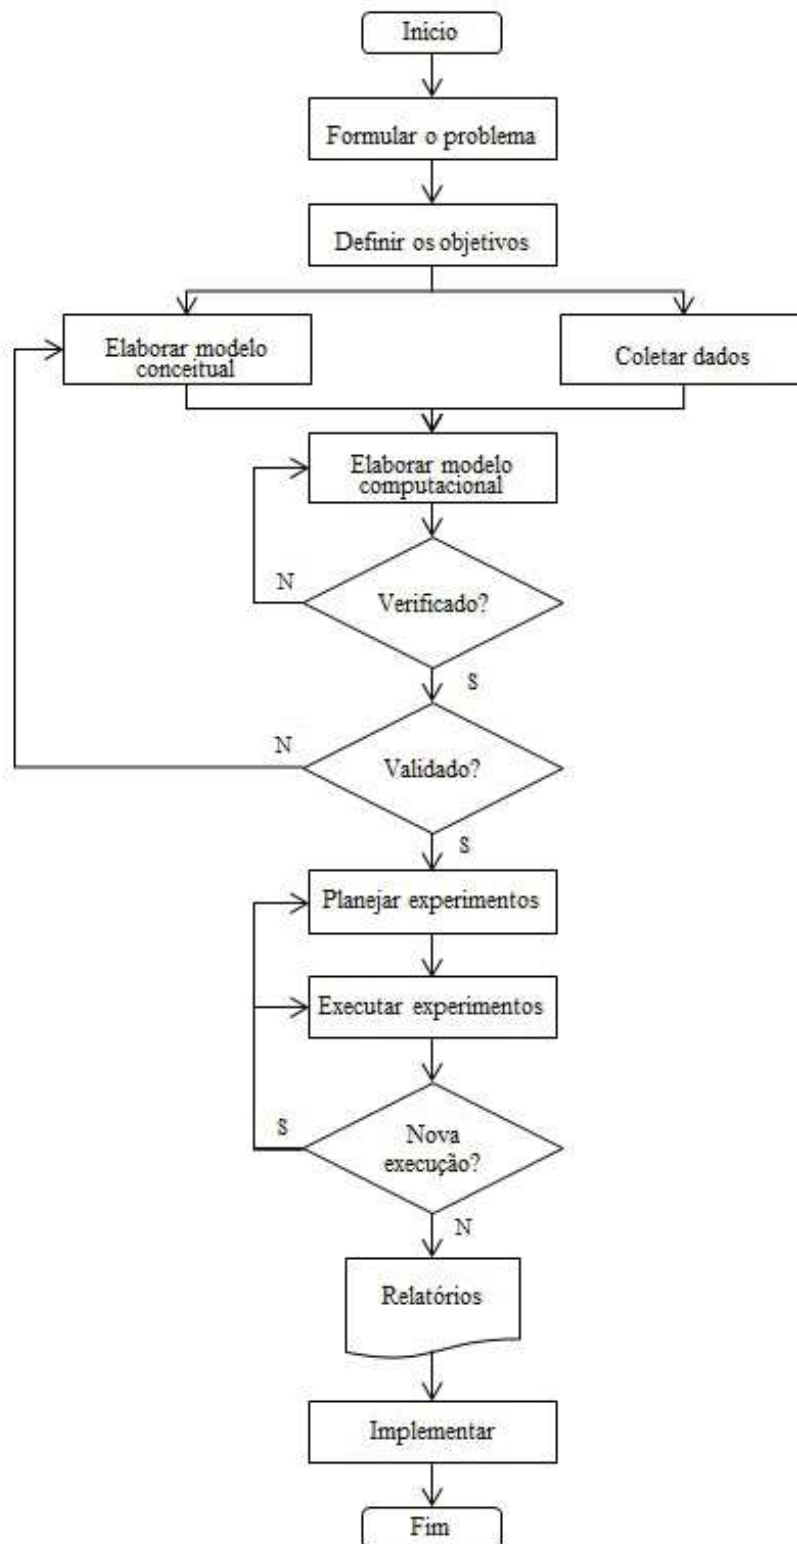 Início
Formular o problema
Definir os objetivos
Elaborar modelo
conceitual
Coletar dados
Elaborar modelo
computacional
N
Verificado?
S
N
Validado?
S
Planejar experimentos
Executar experimentos
S
Nova
execução?
N
Relatórios
Implementar
Fim